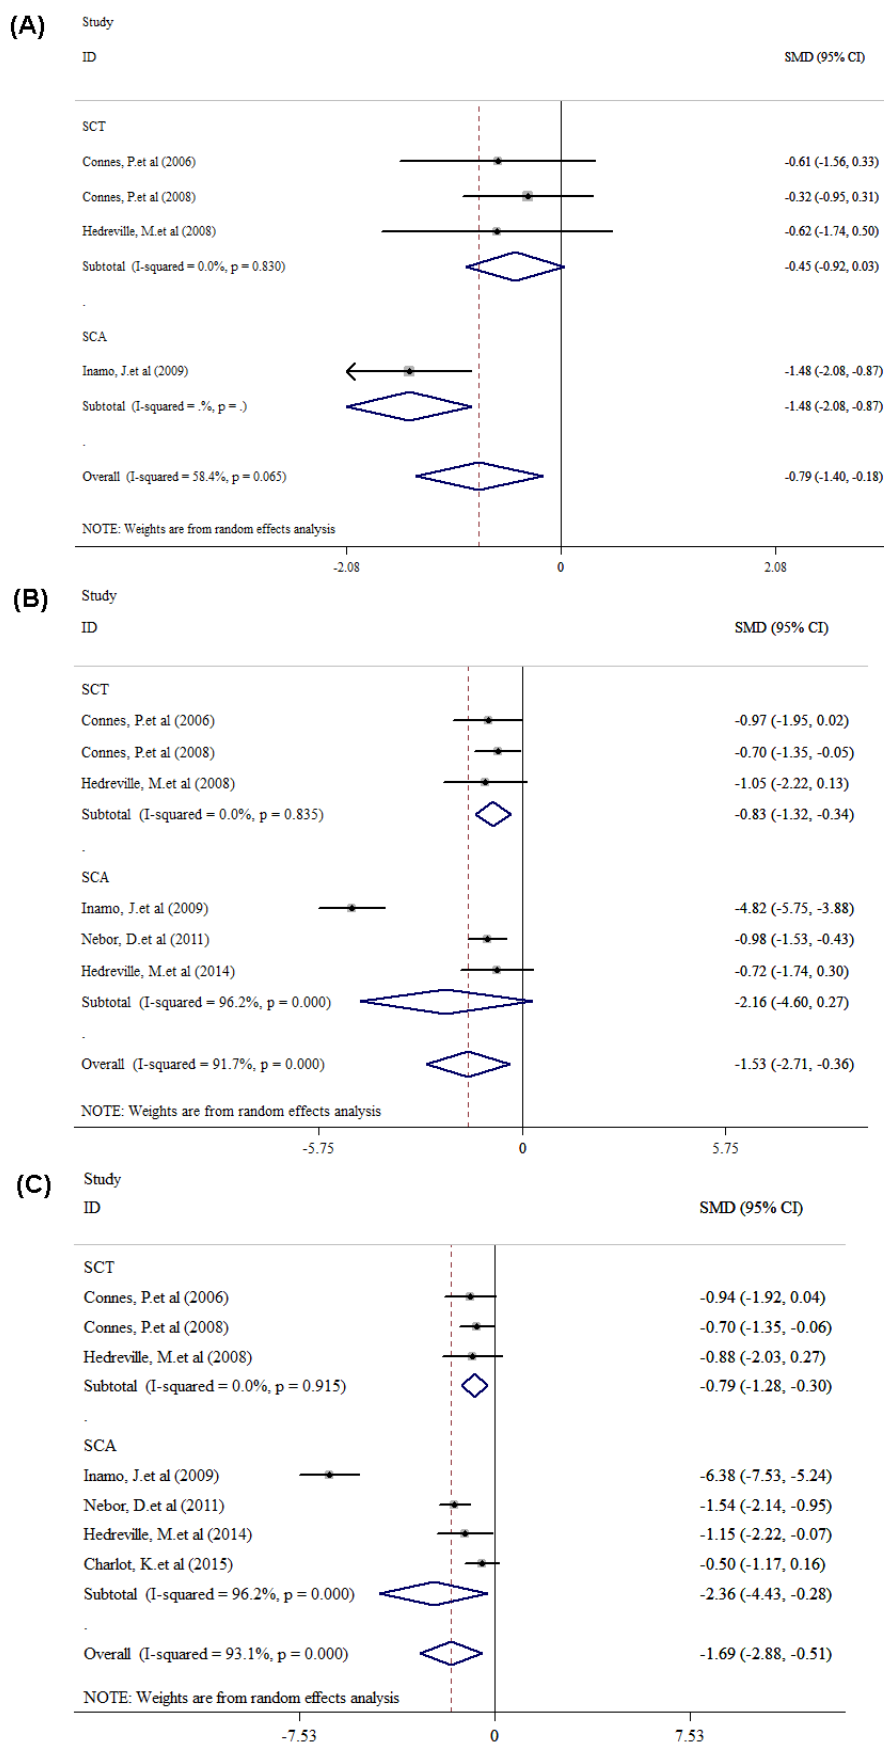 (A)
Study
ID SMD (95% CI)
SCT
Connes, P.et al (2006) -0.61 (-1.56, 0.33)
Connes, P.et al (2008) -0.32 (-0.95, 0.31)
Hedreville, M.et al (2008) -0.62 (-1.74, 0.50)
Subtotal (I-squared = 0.0%, p = 0.830) -0.45 (-0.92, 0.03)
.
SCA
Inamo, J.et al (2009) -1.48 (-2.08, -0.87)
Subtotal (I-squared = .%, p = .) -1.48 (-2.08, -0.87)
.
Overall (I-squared = 58.4%, p = 0.065) -0.79 (-1.40, -0.18)
NOTE: Weights are from random effects analysis
-2.08 0 2.08
(B)
Study
ID SMD (95% CI)
SCT
Connes, P.et al (2006) -0.97 (-1.95, 0.02)
Connes, P.et al (2008) -0.70 (-1.35, -0.05)
Hedreville, M.et al (2008) -1.05 (-2.22, 0.13)
Subtotal (I-squared = 0.0%, p = 0.835) -0.83 (-1.32, -0.34)
.
SCA
Inamo, J.et al (2009) -4.82 (-5.75, -3.88)
Nebor, D.et al (2011) -0.98 (-1.53, -0.43)
Hedreville, M.et al (2014) -0.72 (-1.74, 0.30)
Subtotal (I-squared = 96.2%, p = 0.000) -2.16 (-4.60, 0.27)
.
Overall (I-squared = 91.7%, p = 0.000) -1.53 (-2.71, -0.36)
NOTE: Weights are from random effects analysis
-5.75 0 5.75
(C)
Study
ID SMD (95% CI)
SCT
Connes, P.et al (2006) -0.94 (-1.92, 0.04)
Connes, P.et al (2008) -0.70 (-1.35, -0.06)
Hedreville, M.et al (2008) -0.88 (-2.03, 0.27)
Subtotal (I-squared = 0.0%, p = 0.915) -0.79 (-1.28, -0.30)
.
SCA
Inamo, J.et al (2009) -6.38 (-7.53, -5.24)
Nebor, D.et al (2011) -1.54 (-2.14, -0.95)
Hedreville, M.et al (2014) -1.15 (-2.22, -0.07)
Charlot, K.et al (2015) -0.50 (-1.17, 0.16)
Subtotal (I-squared = 96.2%, p = 0.000) -2.36 (-4.43, -0.28)
.
Overall (I-squared = 93.1%, p = 0.000) -1.69 (-2.88, -0.51)
NOTE: Weights are from random effects analysis
-7.53 0 7.53